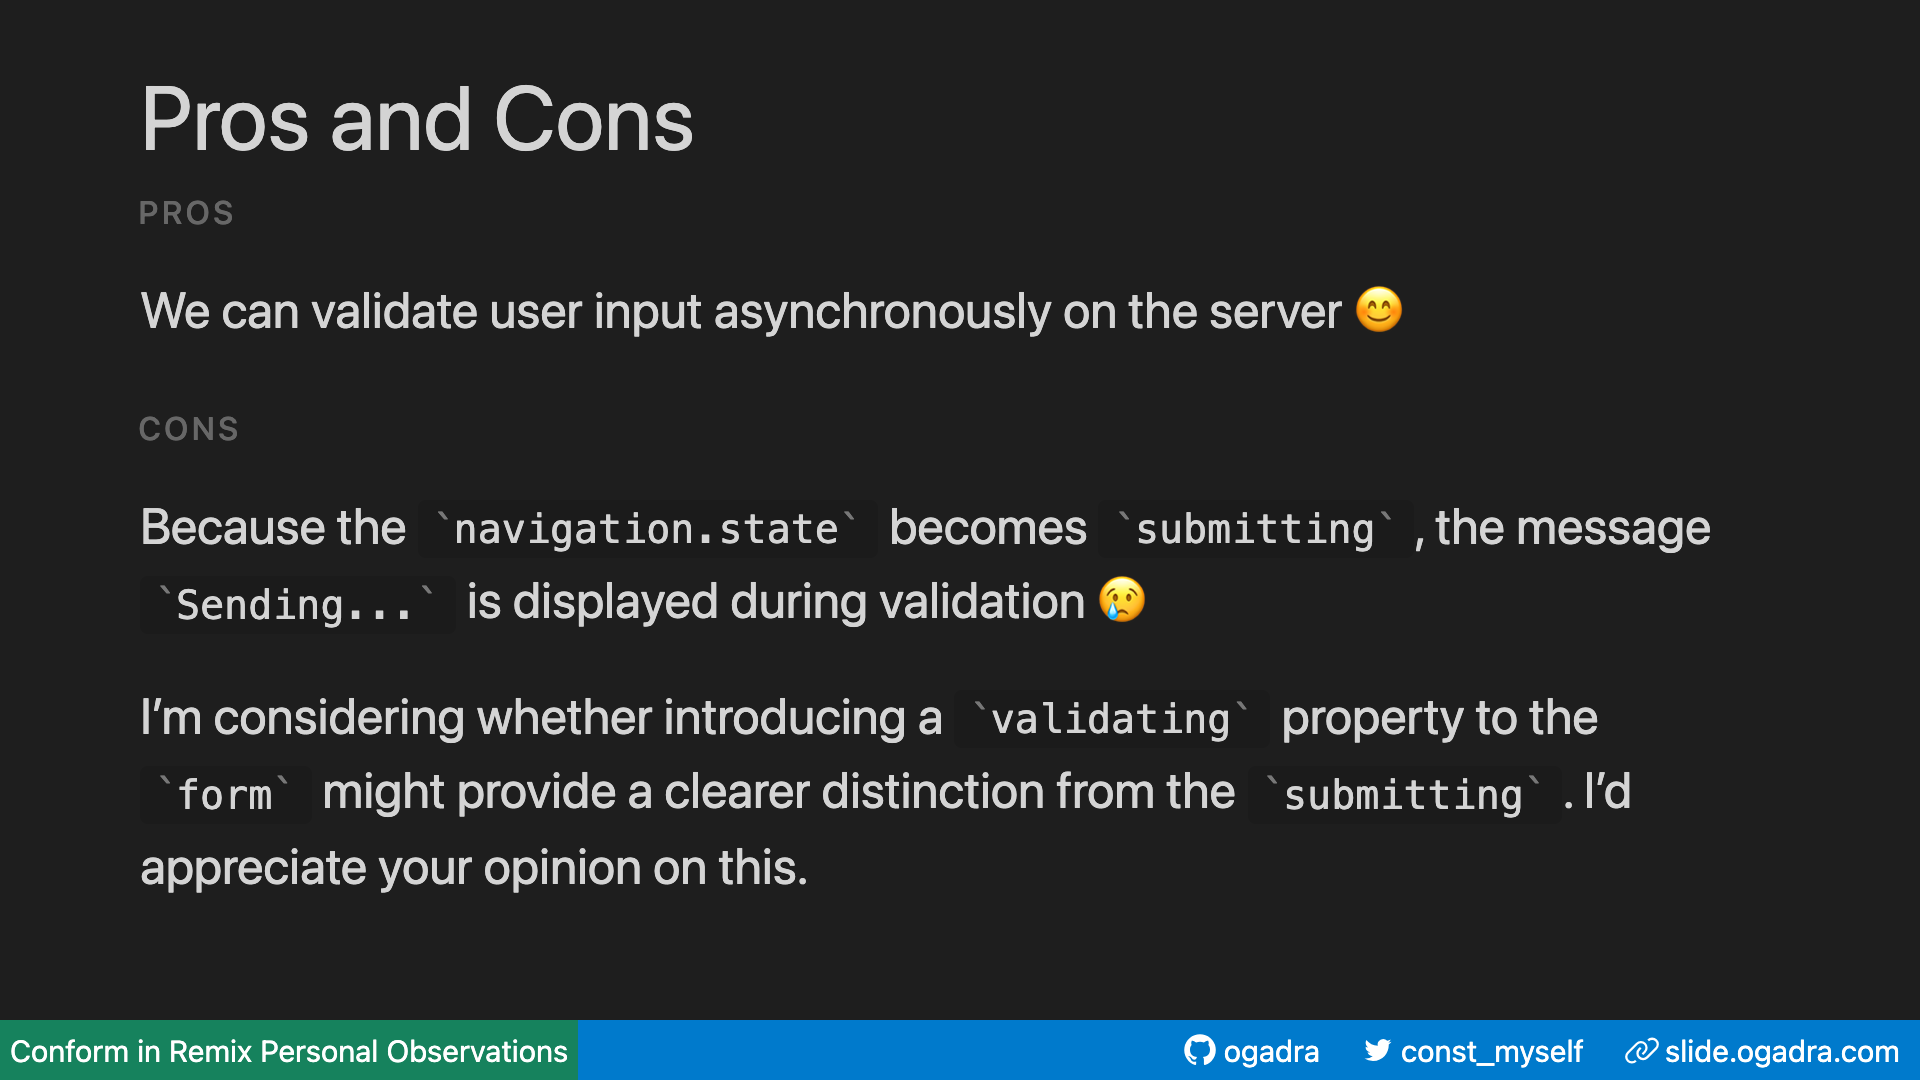 Pros and Cons
PROS
We can validate user input asynchronously on the server 😊
CONS
Because the `navigation.state` becomes `submitting`, the message
`Sending...` is displayed during validation 😢
I’m considering whether introducing a `validating` property to the
`form` might provide a clearer distinction from the `submitting`. I’d
appreciate your opinion on this.
Conform in Remix Personal Observations
ogadra const_myself slide.ogadra.com